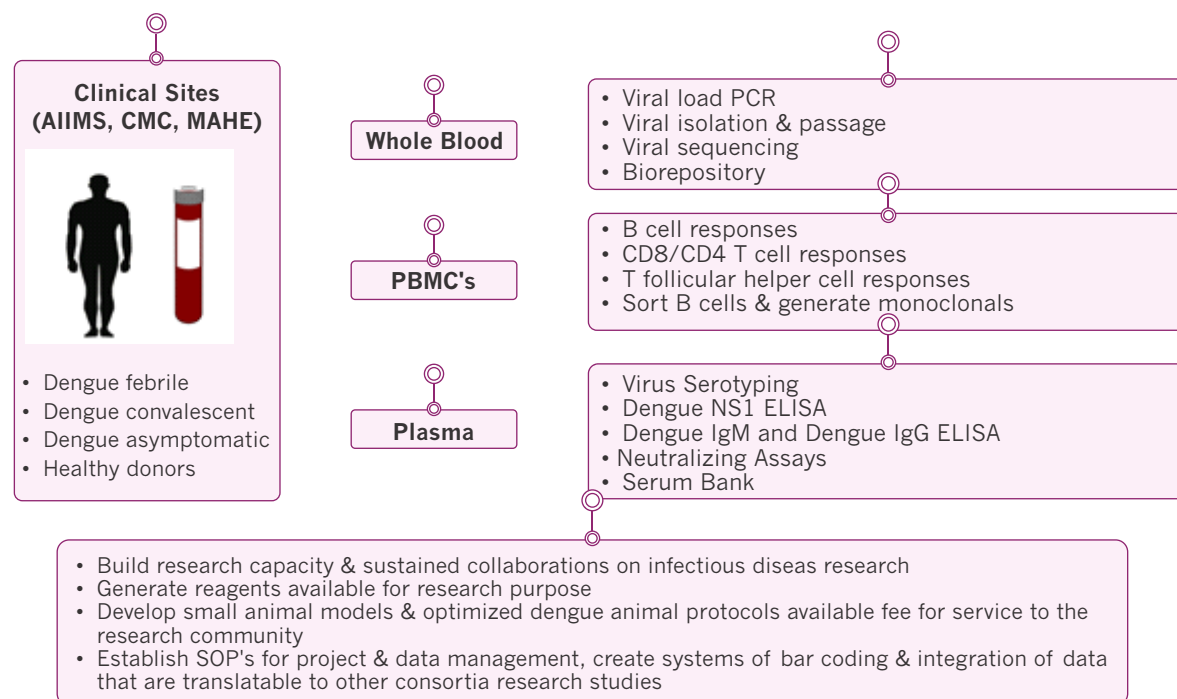 Clinical Sites
(AIIMS, CMC, MAHE)
• Dengue febrile
• Dengue convalescent
• Dengue asymptomatic
• Healthy donors
Whole Blood
• Viral load PCR
• Viral isolation & passage
• Viral sequencing
• Biorepository
PBMC's
• B cell responses
• CD8/CD4 T cell responses
• T follicular helper cell responses
• Sort B cells & generate monoclonals
Plasma
• Virus Serotyping
• Dengue NS1 ELISA
• Dengue IgM and Dengue IgG ELISA
• Neutralizing Assays
• Serum Bank
• Build research capacity & sustained collaborations on infectious diseas research
• Generate reagents available for research purpose
• Develop small animal models & optimized dengue animal protocols available fee for service to the
research community
• Establish SOP's for project & data management, create systems of bar coding & integration of data
that are translatable to other consortia research studies